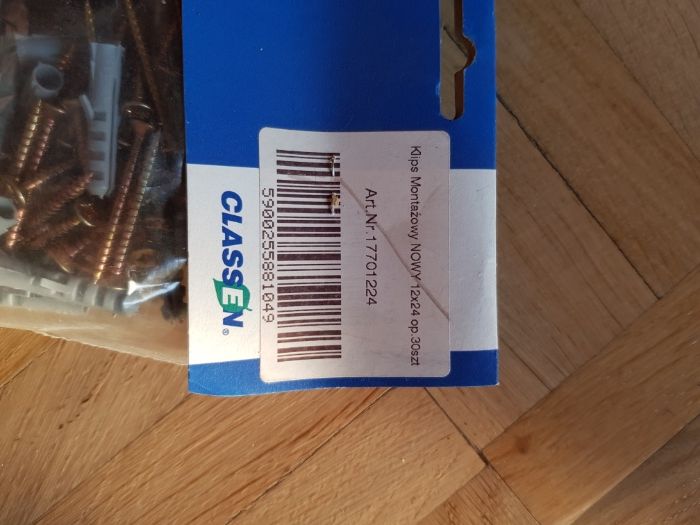 Klips Montażowy NOWY 12x24 op.30szt
Art.Nr.17701224
5900255881049
CLASSEN®